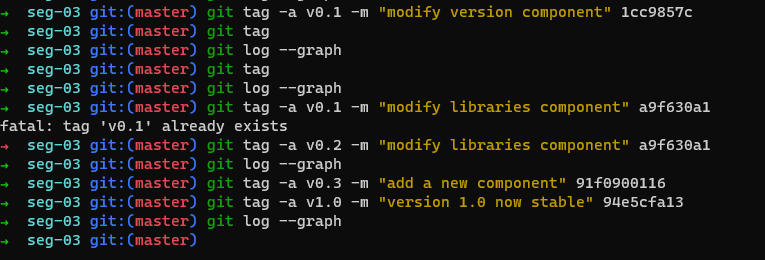 → seg-03 git:(master) git tag -a v0.1 -m "modify version component" 1cc9857c
→ seg-03 git:(master) git tag
→ seg-03 git:(master) git log --graph
→ seg-03 git:(master) git tag
→ seg-03 git:(master) git log --graph
→ seg-03 git:(master) git tag -a v0.1 -m "modify libraries component" a9f630a1
fatal: tag 'v0.1' already exists
→ seg-03 git:(master) git tag -a v0.2 -m "modify libraries component" a9f630a1
→ seg-03 git:(master) git log --graph
→ seg-03 git:(master) git tag -a v0.3 -m "add a new component" 91f0900116
→ seg-03 git:(master) git tag -a v1.0 -m "version 1.0 now stable" 94e5cfa13
→ seg-03 git:(master) git log --graph
→ seg-03 git:(master)